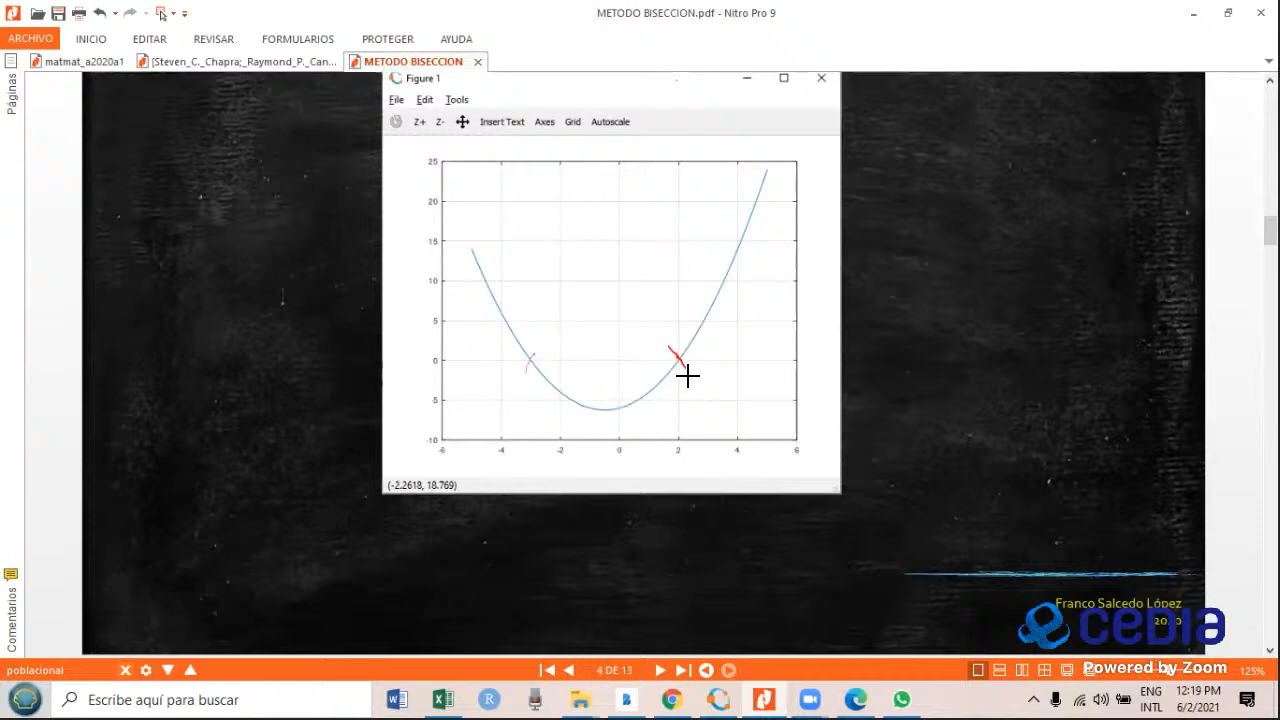 METODO BISECCION.pdf - Nitro Pro 9
ARCHIVO INICIO EDITAR REVISAR FORMULARIOS PROTEGER AYUDA
matmat_a2020a1 [Steven_C._Chapra;_Raymond_P._Can... METODO BISECCION
Páginas
Figure 1
File Edit Tools
Z+ Z- Insert Text Axes Grid Autoscale
25
20
15
10
5
0
-5
-10
-6 -4 -2 0 2 4 6
(-2.2618, 18.769)
Comentarios
Franco Salcedo López
2020
cedia
poblacional
4 DE 13
Powered by Zoom
125%
Escribe aquí para buscar
ENG
INTL
12:19 PM
6/2/2021